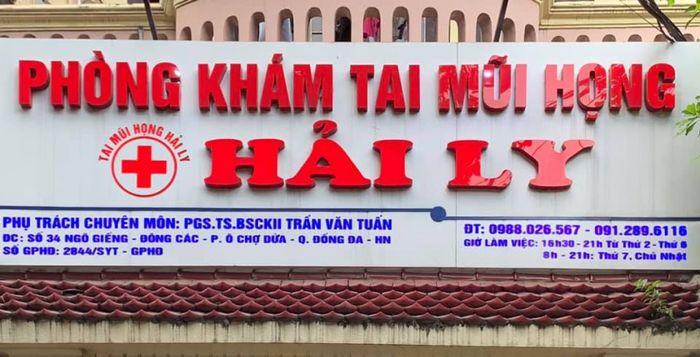 PHÒNG KHÁM TAI MŨI HỌNG
TAI MŨI HỌNG HẢI LY
HẢI LY
PHỤ TRÁCH CHUYÊN MÔN: PGS.TS.BSCKII TRẦN VĂN TUẤN
ĐC: SỐ 34 NGÕ GIẾNG - ĐÔNG CÁC - P. Ô CHỢ DỪA - Q. ĐỐNG ĐA - HN
SỐ GPHĐ: 2844/SYT - GPHĐ
ĐT: 0988.026.567 - 091.289.6116
GIỜ LÀM VIỆC: 16h30 - 21h Từ Thứ 2 - Thứ 6
8h - 21h: Thứ 7, Chủ Nhật